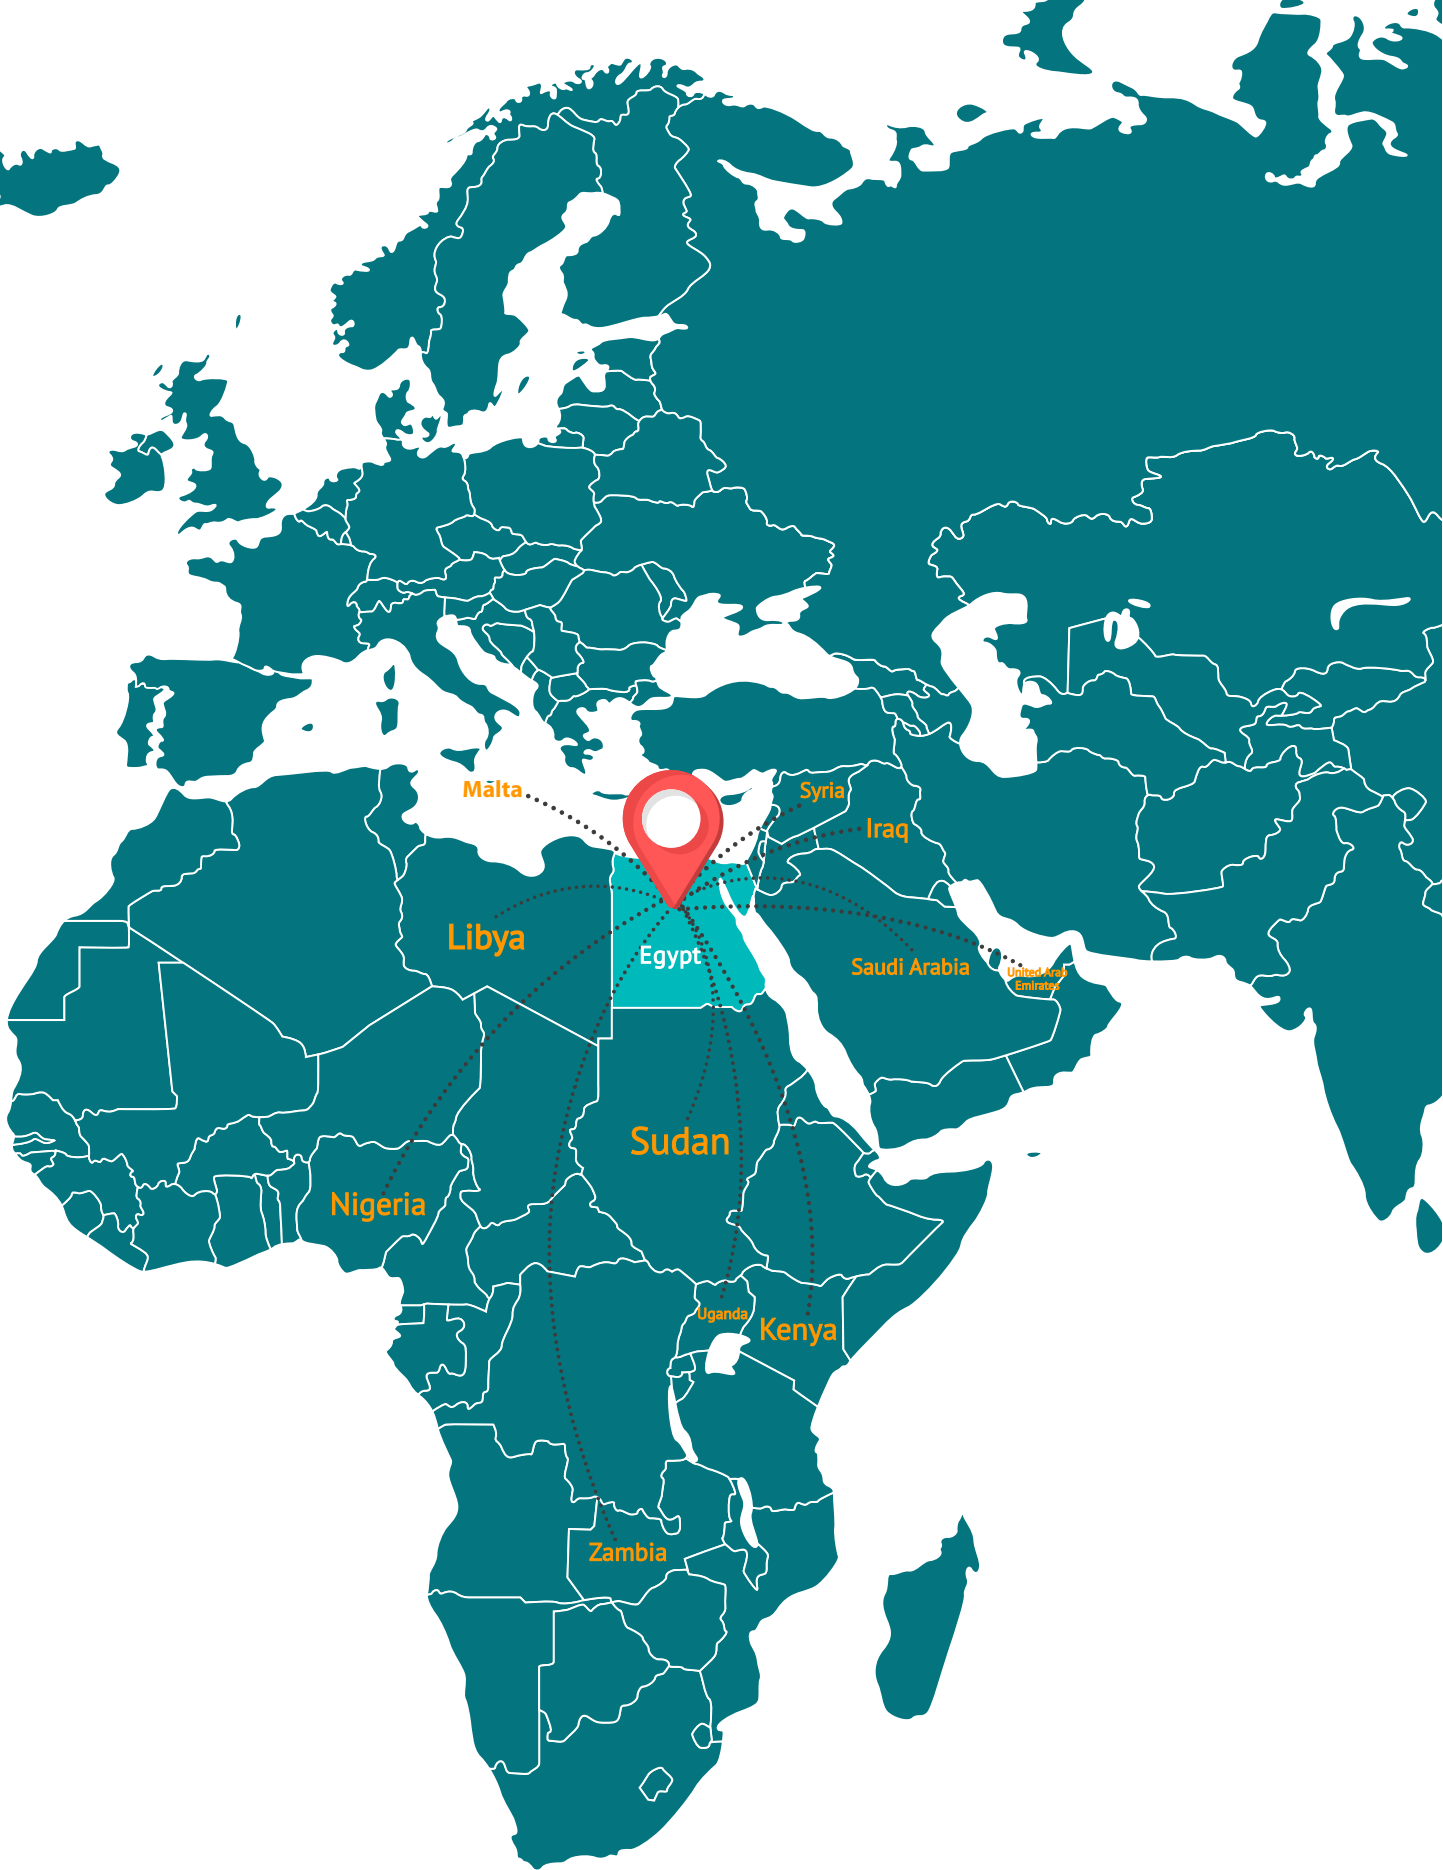 Malta
Syria
Iraq
Libya
Egypt
Saudi Arabia
United Arab
Emirates
Sudan
Nigeria
Uganda
Kenya
Zambia